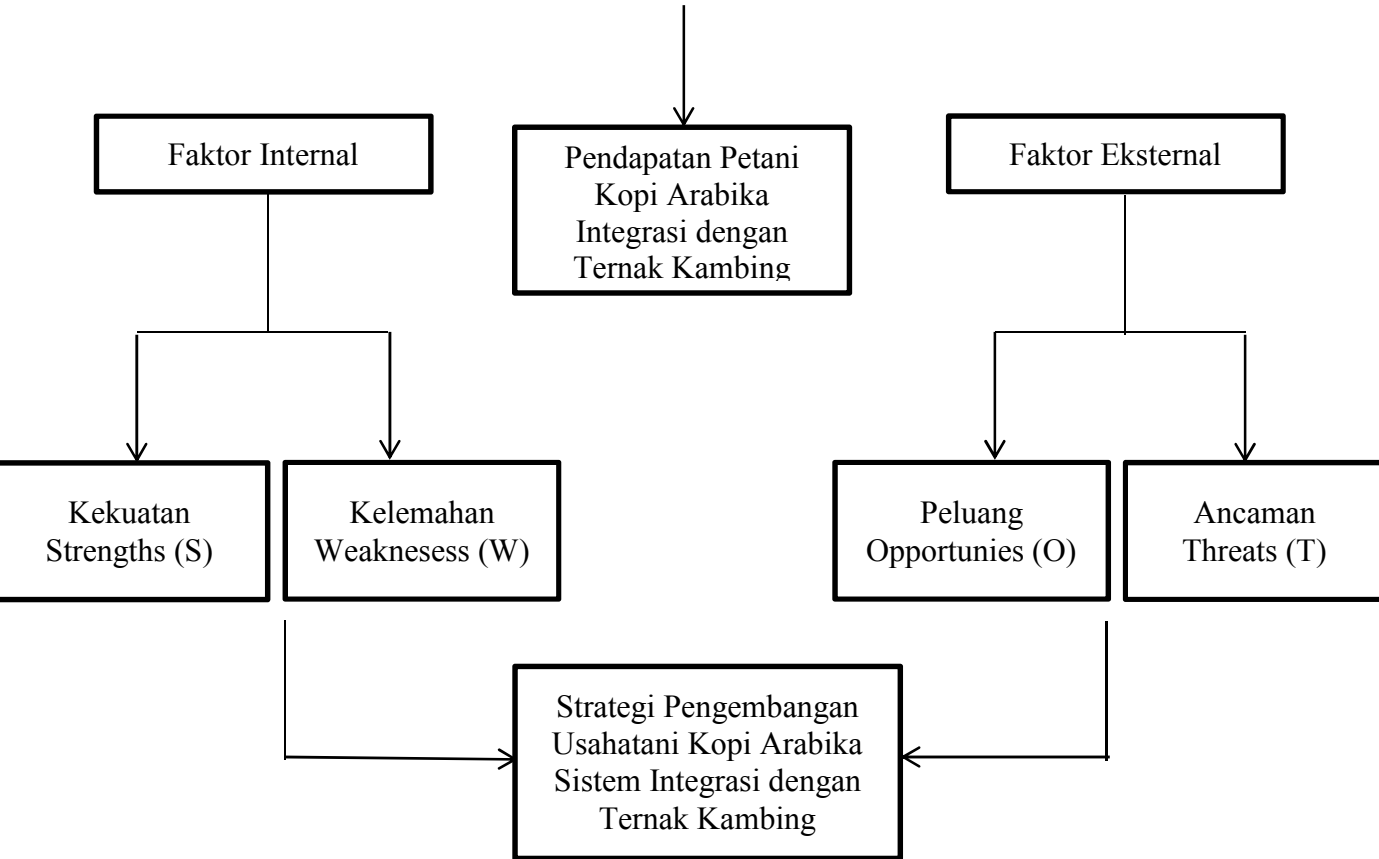 Faktor Internal
Pendapatan Petani
Kopi Arabika
Integrasi dengan
Ternak Kambing
Faktor Eksternal
Kekuatan
Strengths (S)
Kelemahan
Weaknesess (W)
Peluang
Opportunies (O)
Ancaman
Threats (T)
Strategi Pengembangan
Usahatani Kopi Arabika
Sistem Integrasi dengan
Ternak Kambing